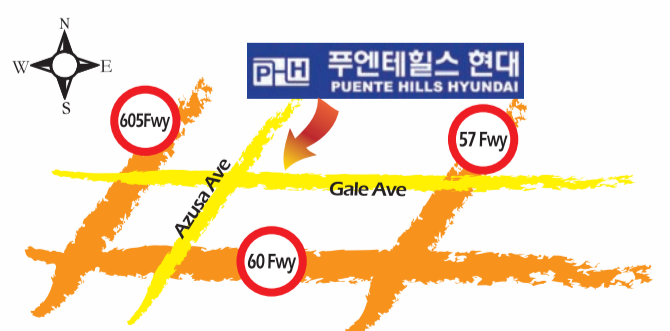 N
W E
S
PH 푸엔테힐스 현대
PUENTE HILLS HYUNDAI
605Fwy
57 Fwy
Azusa Ave
Gale Ave
60 Fwy